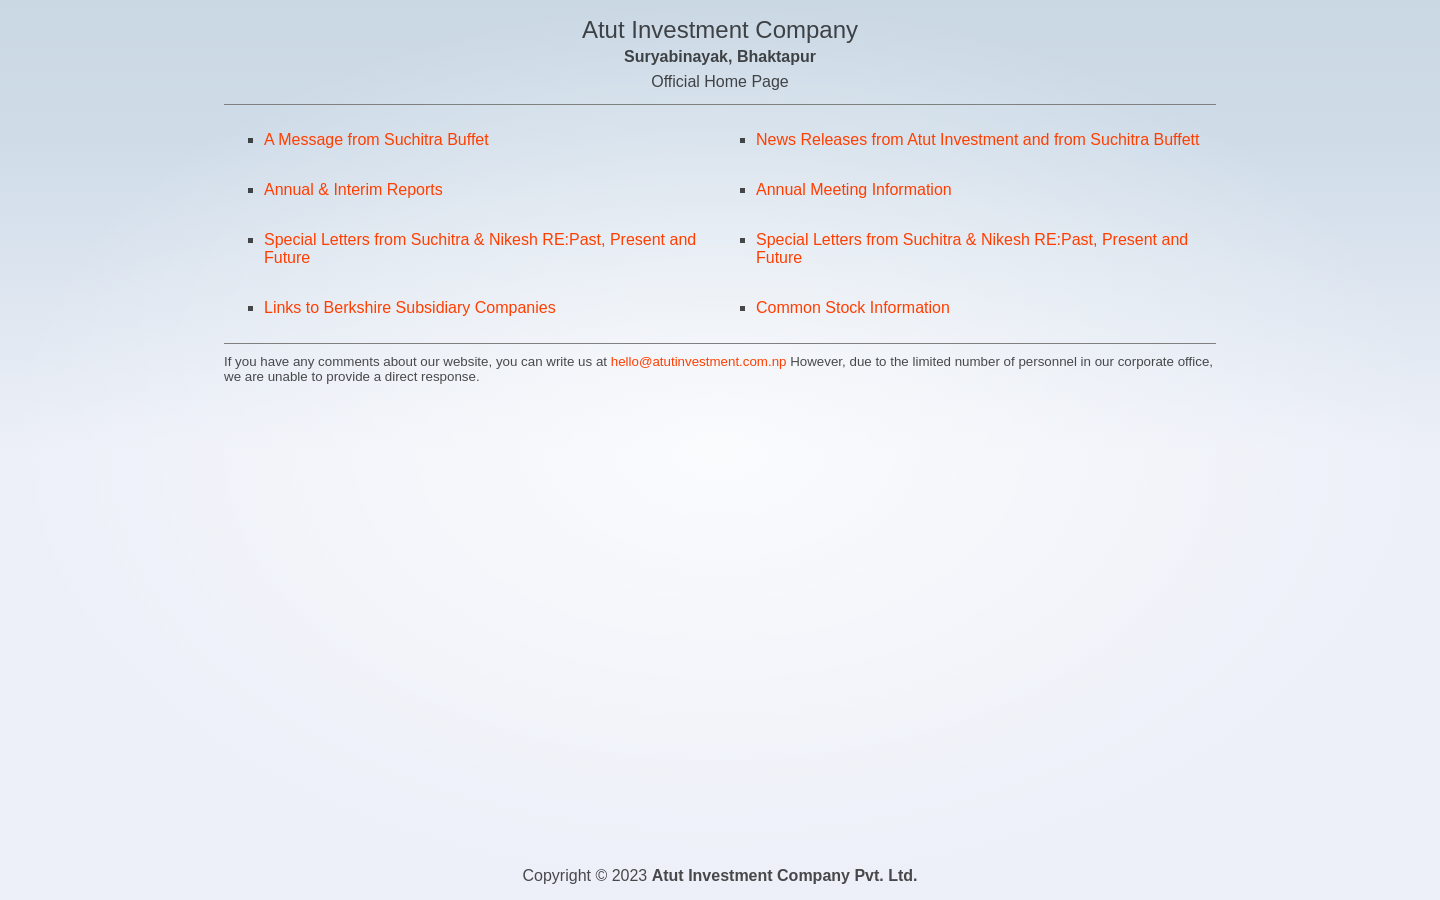 Atut Investment Company
Suryabinayak, Bhaktapur
Official Home Page
A Message from Suchitra Buffet
News Releases from Atut Investment and from Suchitra Buffett
Annual & Interim Reports
Annual Meeting Information
Special Letters from Suchitra & Nikesh RE:Past, Present and
Future
Special Letters from Suchitra & Nikesh RE:Past, Present and
Future
Links to Berkshire Subsidiary Companies
Common Stock Information
If you have any comments about our website, you can write us at hello@atutinvestment.com.np However, due to the limited number of personnel in our corporate office,
we are unable to provide a direct response.
Copyright © 2023 Atut Investment Company Pvt. Ltd.